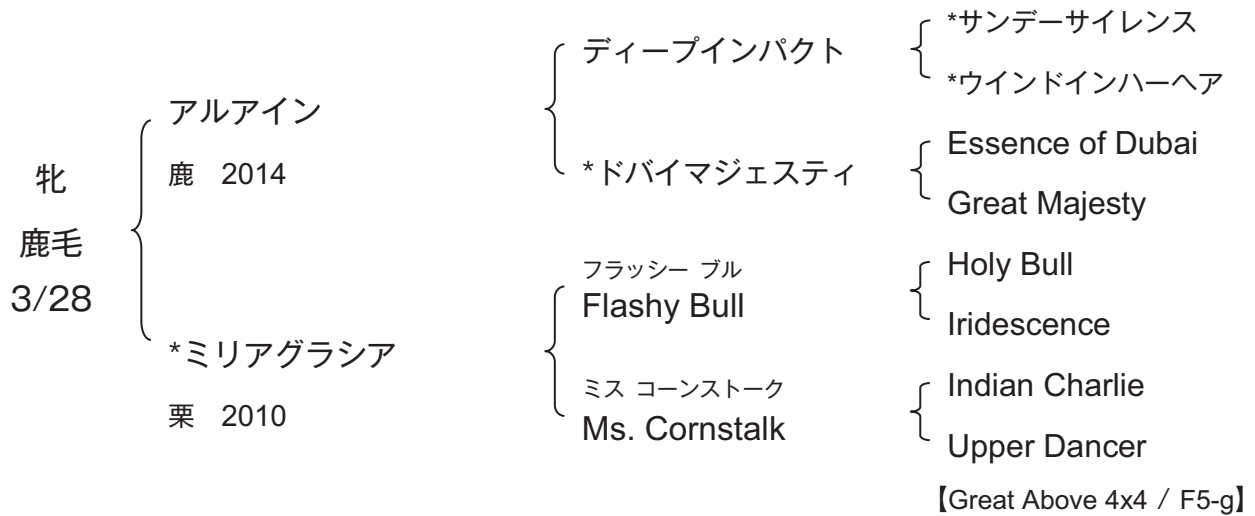 牝
鹿毛
3/28
アルアイン
鹿 2014
*ミリアグラシア
栗 2010
ディープインパクト
*ドバイマジェスティ
フラッシー ブル
Flashy Bull
ミス コーンストーク
Ms. Cornstalk
*サンデーサイレンス
*ウインドインハーヘア
Essence of Dubai
Great Majesty
Holy Bull
Iridescence
Indian Charlie
Upper Dancer
【Great Above 4x4 / F5-g】